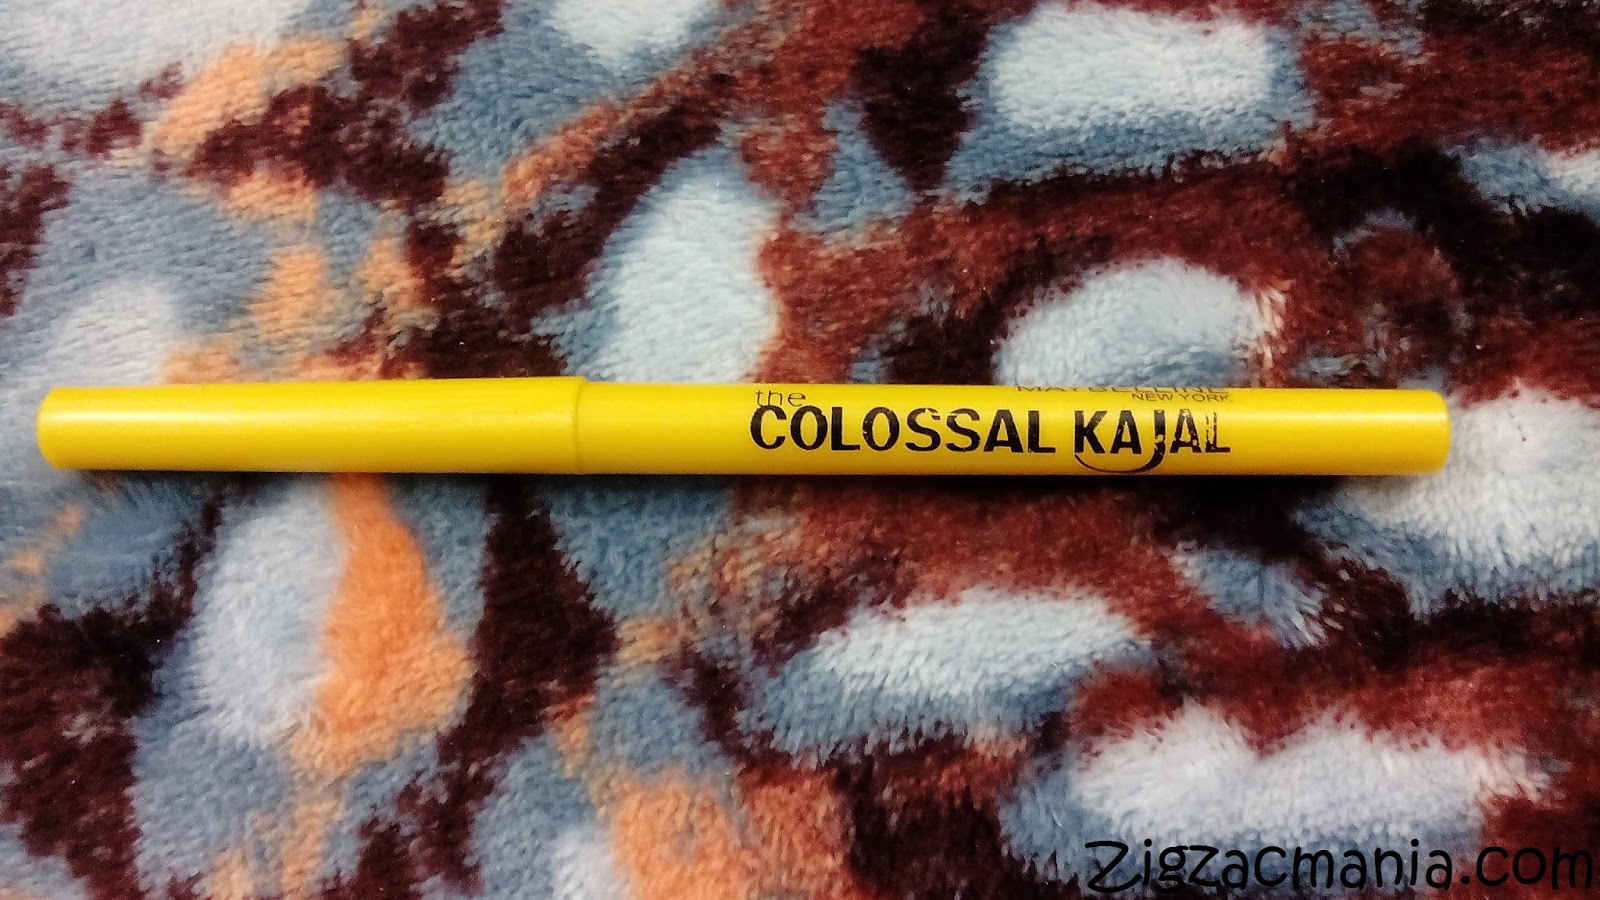 MAYBELLINE
NEW YORK
the
COLOSSAL KAJAL
Zigzacmania.com